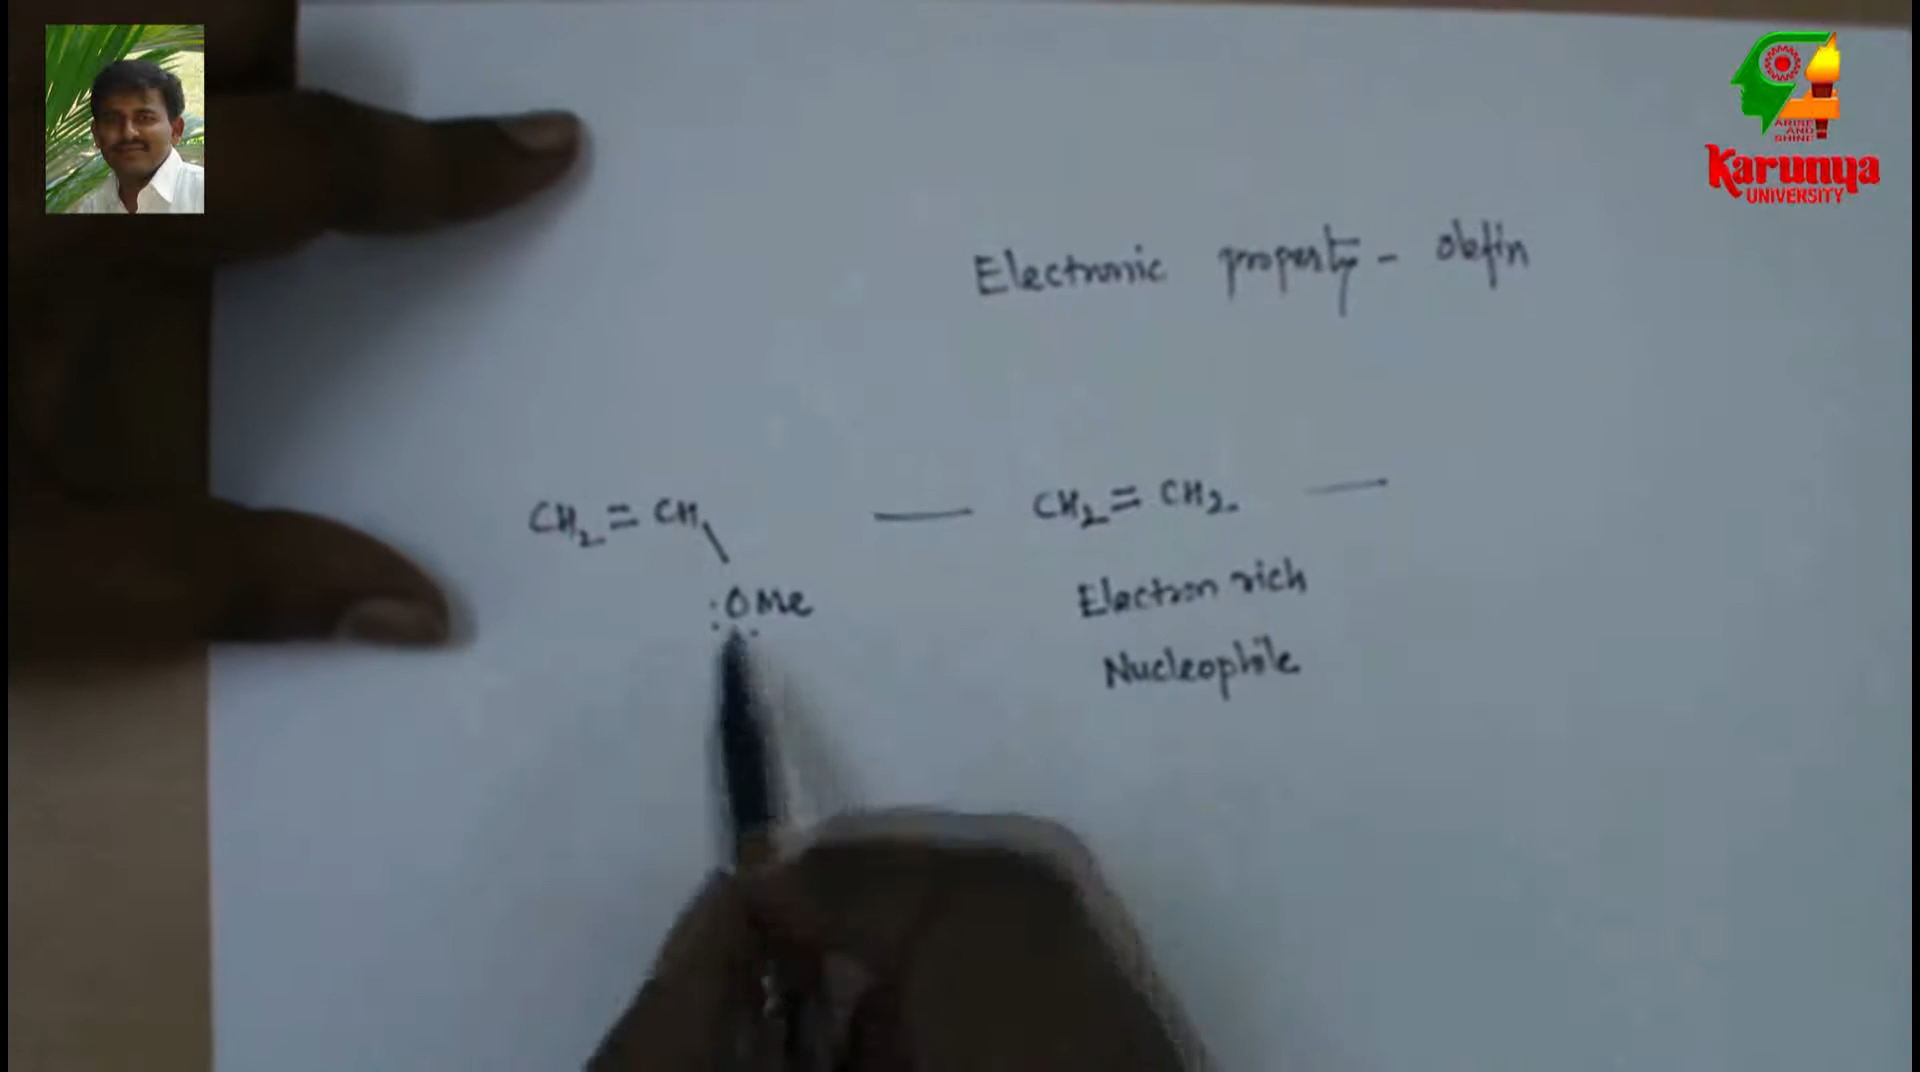 ARISE
AND
SHINE
Karunya
UNIVERSITY
Electronic property - Olefin
CH₂ = CH — CH₂ = CH₂ —
:OMe
Electron rich
Nucleophile